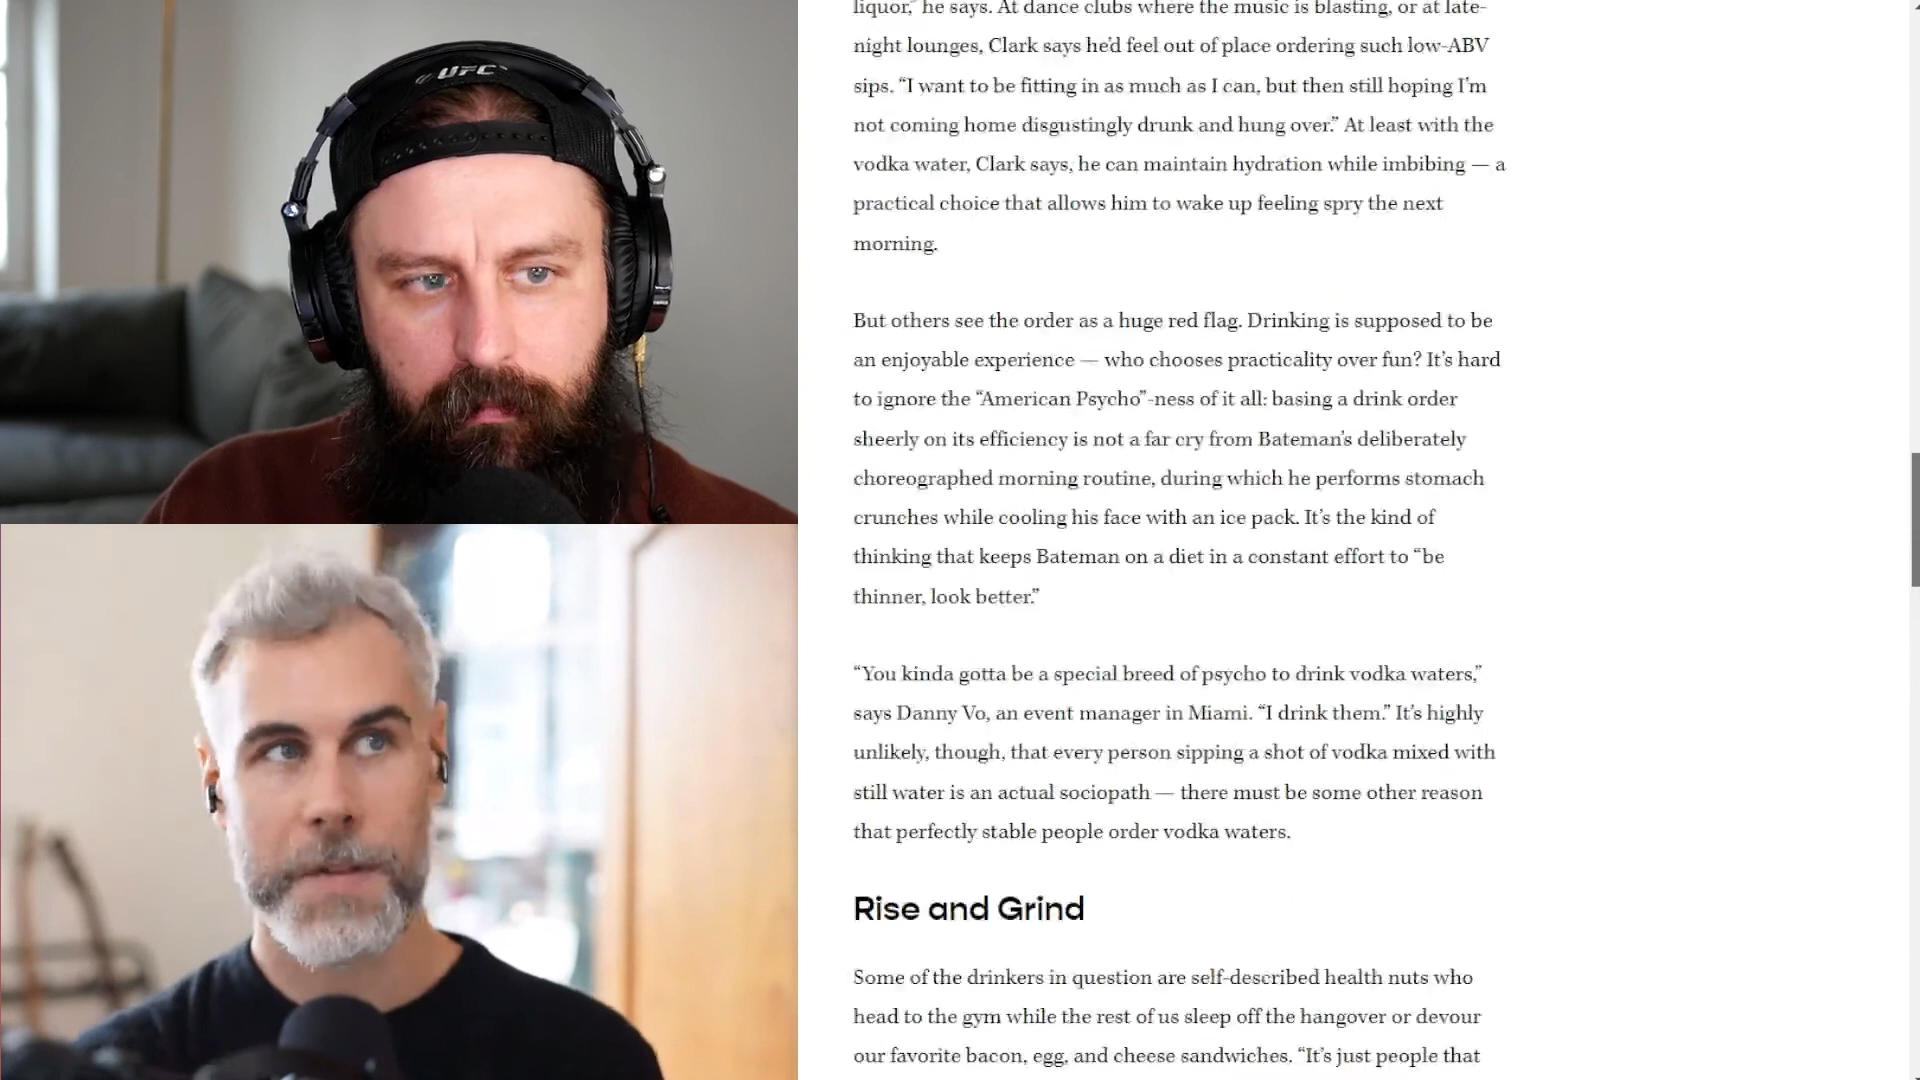 UFC
liquor,” he says. At dance clubs where the music is blasting, or at late-
night lounges, Clark says he’d feel out of place ordering such low-ABV
sips. “I want to be fitting in as much as I can, but then still hoping I’m
not coming home disgustingly drunk and hung over.” At least with the
vodka water, Clark says, he can maintain hydration while imbibing — a
practical choice that allows him to wake up feeling spry the next
morning.
But others see the order as a huge red flag. Drinking is supposed to be
an enjoyable experience — who chooses practicality over fun? It’s hard
to ignore the “American Psycho”-ness of it all: basing a drink order
sheerly on its efficiency is not a far cry from Bateman’s deliberately
choreographed morning routine, during which he performs stomach
crunches while cooling his face with an ice pack. It’s the kind of
thinking that keeps Bateman on a diet in a constant effort to “be
thinner, look better.”
“You kinda gotta be a special breed of psycho to drink vodka waters,”
says Danny Vo, an event manager in Miami. “I drink them.” It’s highly
unlikely, though, that every person sipping a shot of vodka mixed with
still water is an actual sociopath — there must be some other reason
that perfectly stable people order vodka waters.
Rise and Grind
Some of the drinkers in question are self-described health nuts who
head to the gym while the rest of us sleep off the hangover or devour
our favorite bacon, egg, and cheese sandwiches. “It’s just people that